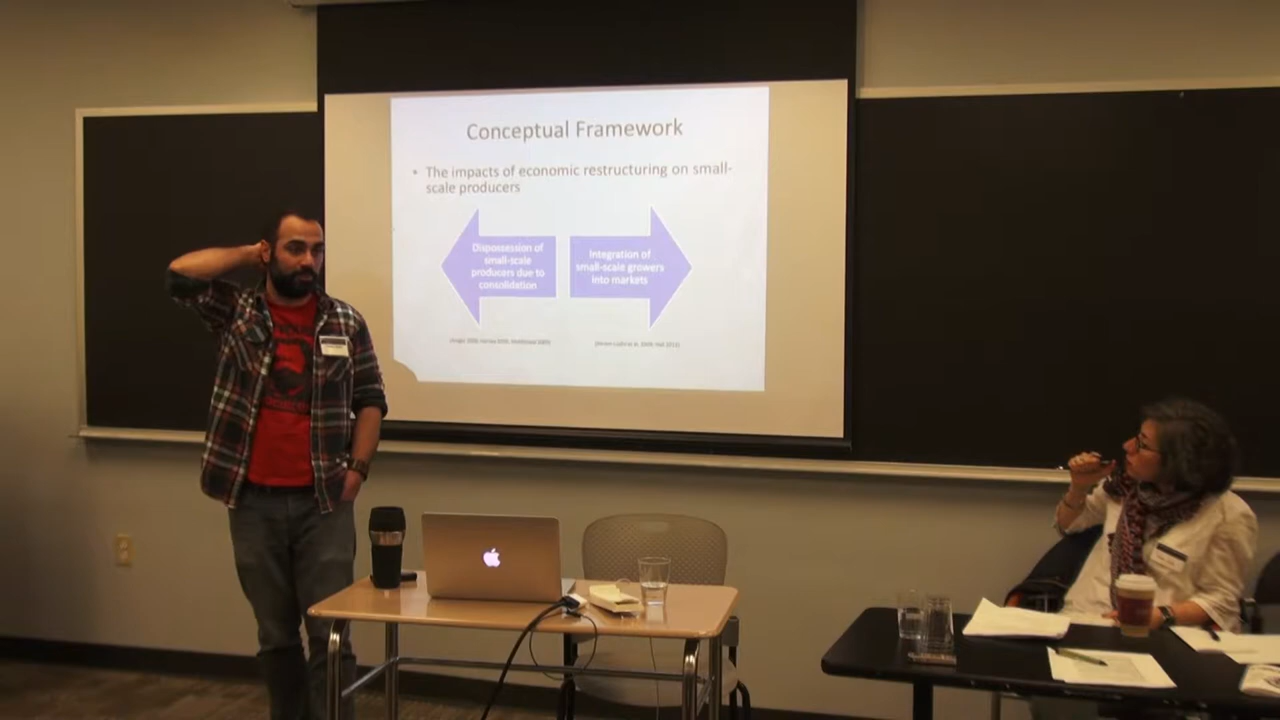 Conceptual Framework
• The impacts of economic restructuring on small-
scale producers
Dispossession of
small-scale
producers due to
consolidation
Integration of
small-scale growers
into markets